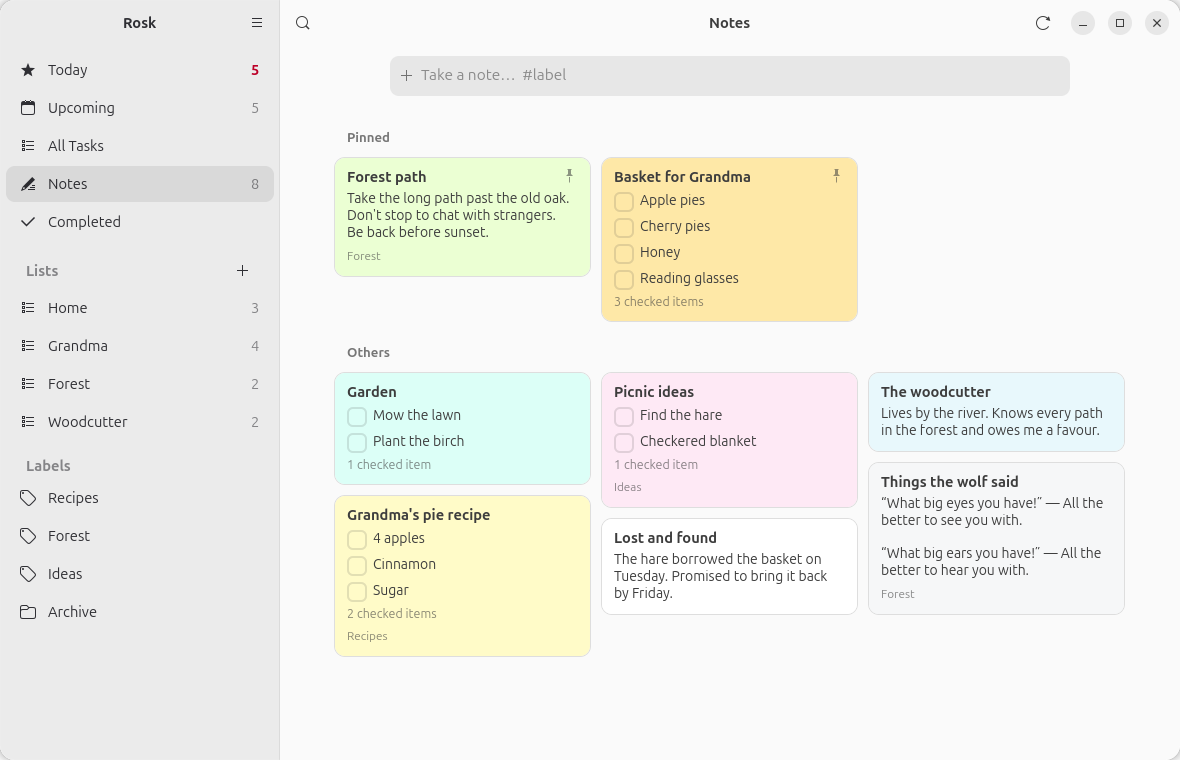 Rosk
Today 5
Upcoming 5
All Tasks
Notes 8
Completed
Lists
Home 3
Grandma 4
Forest 2
Woodcutter 2
Labels
Recipes
Forest
Ideas
Archive
Notes
Take a note… #label
Pinned
Forest path
Take the long path past the old oak.
Don't stop to chat with strangers.
Be back before sunset.
Forest
Basket for Grandma
Apple pies
Cherry pies
Honey
Reading glasses
3 checked items
Others
Garden
Mow the lawn
Plant the birch
1 checked item
Grandma's pie recipe
4 apples
Cinnamon
Sugar
2 checked items
Recipes
Picnic ideas
Find the hare
Checkered blanket
1 checked item
Ideas
Lost and found
The hare borrowed the basket on
Tuesday. Promised to bring it back
by Friday.
The woodcutter
Lives by the river. Knows every path
in the forest and owes me a favour.
Things the wolf said
“What big eyes you have!” — All the
better to see you with.
“What big ears you have!” — All the
better to hear you with.
Forest